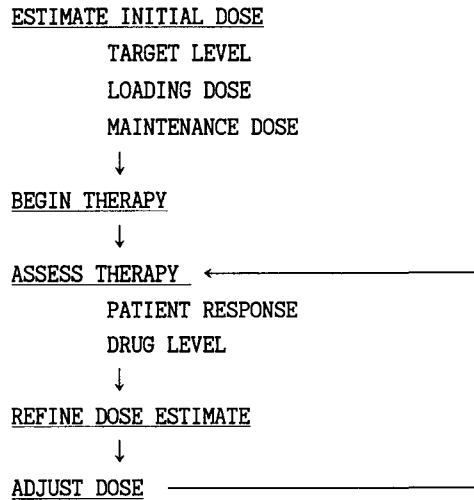 ESTIMATE INITIAL DOSE
TARGET LEVEL
LOADING DOSE
MAINTENANCE DOSE
BEGIN THERAPY
ASSESS THERAPY
PATIENT RESPONSE
DRUG LEVEL
REFINE DOSE ESTIMATE
ADJUST DOSE